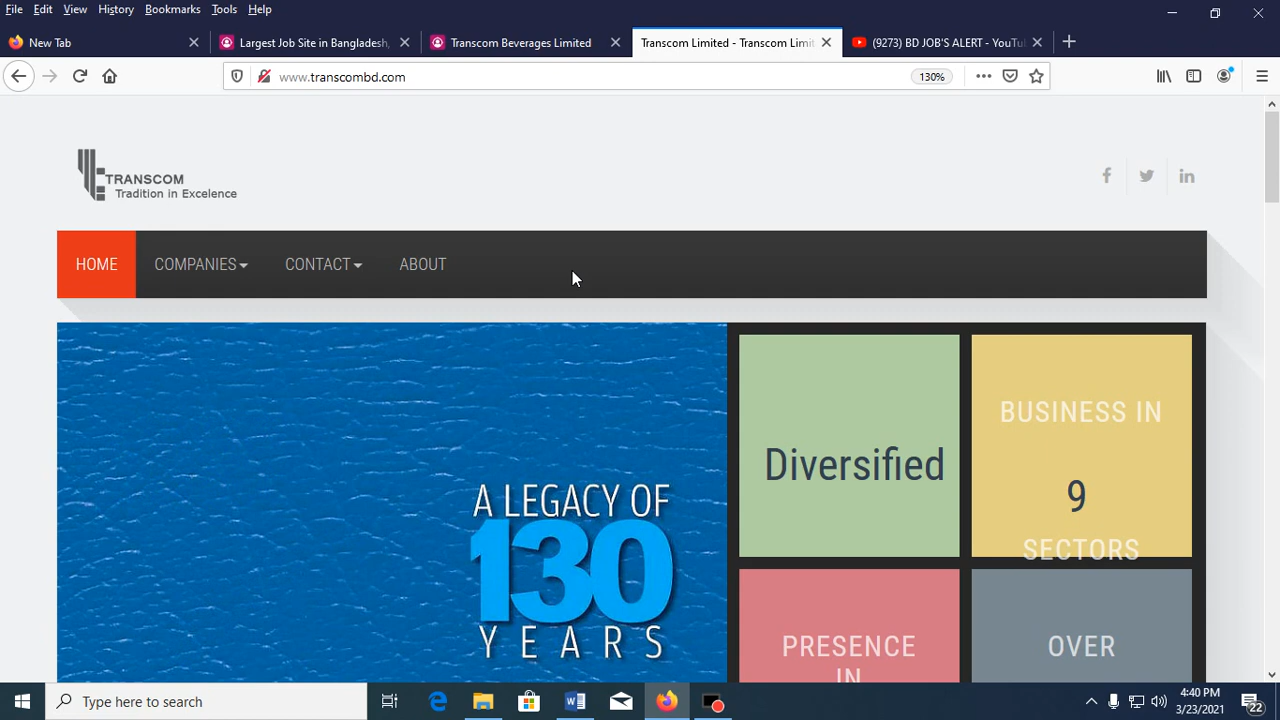 File Edit View History Bookmarks Tools Help
New Tab
Largest Job Site in Bangladesh,
Transcom Beverages Limited
Transcom Limited - Transcom Limit
(9273) BD JOB'S ALERT - YouTu
www.transcombd.com
130%
TRANSCOM
Tradition in Excelence
HOME COMPANIES CONTACT ABOUT
A LEGACY OF
130
YEARS
Diversified
BUSINESS IN
9
SECTORS
PRESENCE
IN
OVER
Type here to search
4:40 PM
3/23/2021
22